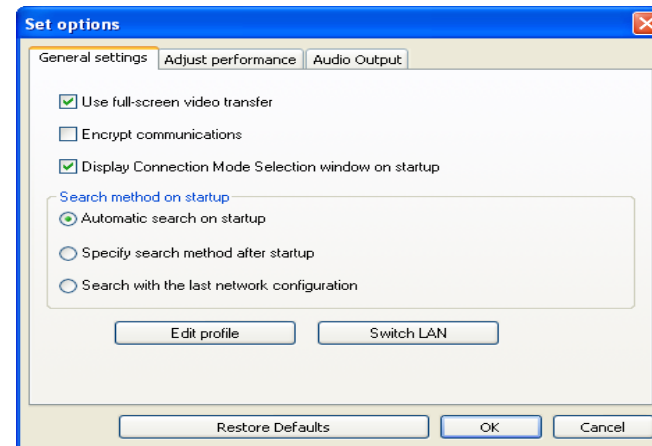 Set options
General settings
Adjust performance
Audio Output
Use full-screen video transfer
Encrypt communications
Display Connection Mode Selection window on startup
Search method on startup
Automatic search on startup
Specify search method after startup
Search with the last network configuration
Edit profile
Switch LAN
Restore Defaults
OK
Cancel